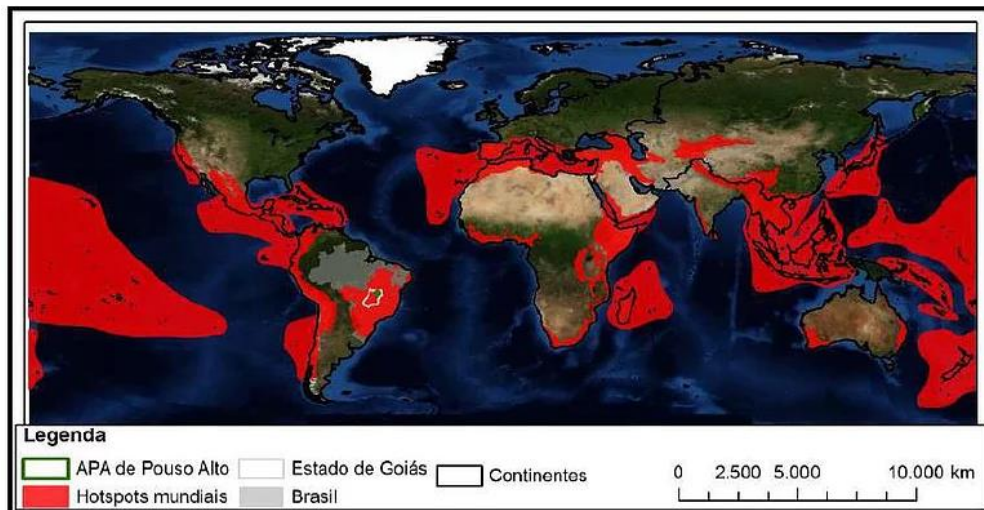 Legenda
APA de Pouso Alto
Estado de Goiás
Continentes
Hotspots mundiais
Brasil
0 2.500 5.000 10.000 km